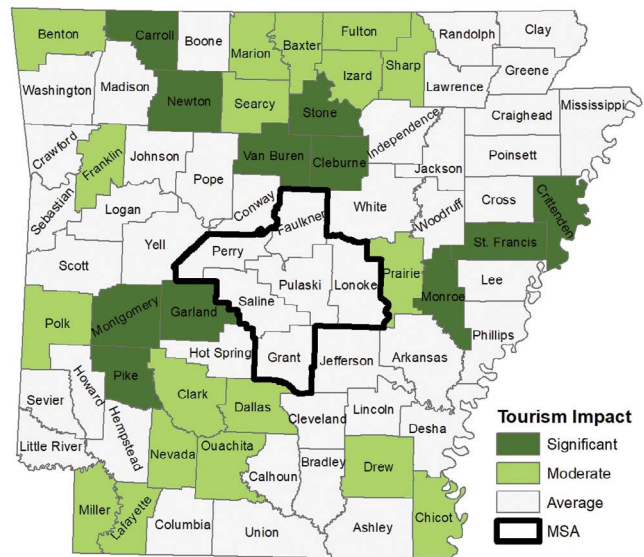 Benton
Carroll
Boone
Marion
Baxter
Fulton
Randolph
Clay
Washington
Madison
Newton
Searcy
Izard
Sharp
Lawrence
Greene
Stone
Independence
Craighead
Mississippi
Crawford
Franklin
Johnson
Pope
Van Buren
Cleburne
Jackson
Poinsett
Sebastian
Logan
Conway
Faulkner
White
Woodruff
Cross
Crittenden
Scott
Yell
Perry
Pulaski
Lonoke
Prairie
St. Francis
Monroe
Lee
Polk
Montgomery
Garland
Saline
Phillips
Pike
Hot Spring
Grant
Jefferson
Arkansas
Sevier
Howard
Hempstead
Clark
Dallas
Cleveland
Lincoln
Desha
Little River
Nevada
Ouachita
Calhoun
Bradley
Drew
Miller
Lafayette
Columbia
Union
Ashley
Chicot
Tourism Impact
Significant
Moderate
Average
MSA